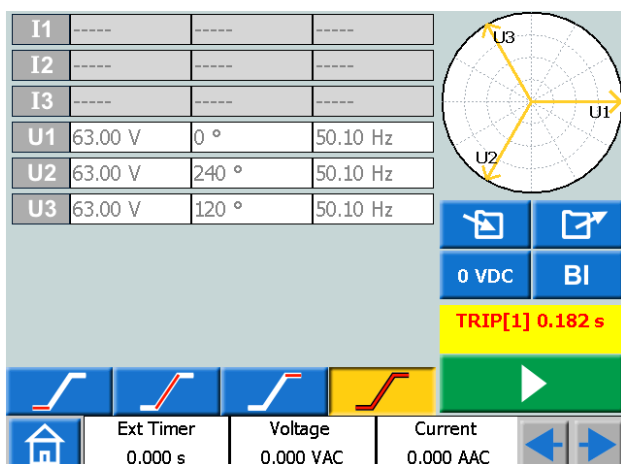 I1 ----- ----- -----
I2 ----- ----- -----
I3 ----- ----- -----
U1 63.00 V 0 ° 50.10 Hz
U2 63.00 V 240 ° 50.10 Hz
U3 63.00 V 120 ° 50.10 Hz
U3
U1
U2
0 VDC BI
TRIP[1] 0.182 s
Ext Timer Voltage Current
0.000 s 0.000 VAC 0.000 AAC